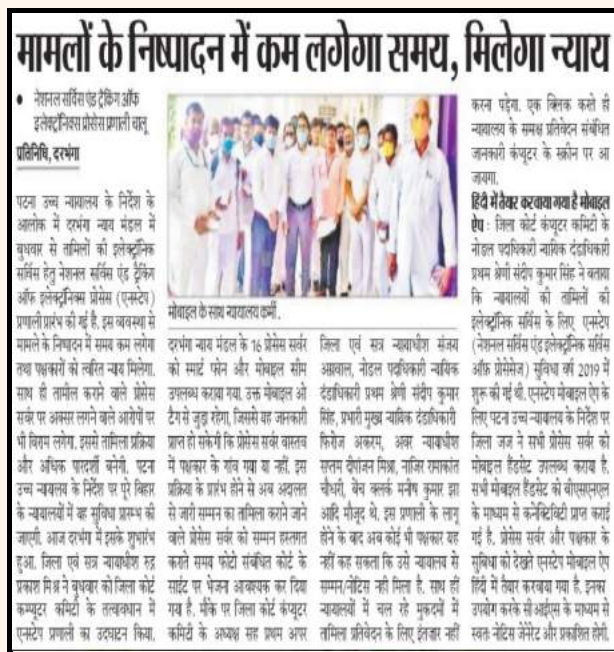 मामलों के निष्पादन में कम लगेगा समय, मिलेगा न्याय
• नेशनल सर्विस एंड ट्रैकिंग ऑफ
इलेक्ट्रॉनिक्स प्रोसेस प्रणाली चालू
प्रतिनिधि, दरभंगा
पटना उच्च न्यायालय के निर्देश के
आलोक में दरभंगा न्याय मंडल में
बुधवार से तामिलों की इलेक्ट्रॉनिक
सर्विस हेतु नेशनल सर्विस एंड ट्रैकिंग
ऑफ इलेक्ट्रॉनिक्स प्रोसेस (एनस्टेप)
प्रणाली प्रारंभ की गई है. इस व्यवस्था से
मामले के निष्पादन में समय कम लगेगा
तथा पक्षकारों को त्वरित न्याय मिलेगा.
साथ ही तामील कराने वाले प्रोसेस
सर्वर पर अक्सर लगने वाले आरोपों पर
भी विराम लगेगा. इससे तामिला प्रक्रिया
और अधिक पारदर्शी बनेगी. पटना
उच्च न्यायलय के निर्देश पर पूरे बिहार
के न्यायालयों में यह सुविधा प्रारम्भ की
जाएगी. आज दरभंगा में इसके शुभारंभ
हुआ. जिला एवं सत्र न्यायाधीश रुद्र
प्रकाश मिश्र ने बुधवार को जिला कोर्ट
कम्प्यूटर कमिटी के तत्वावधान में
एनस्टेप प्रणाली का उदघाटन किया.
मोबाइल के साथ न्यायालय कर्मी.
दरभंगा न्याय मंडल के 16 प्रोसेस सर्वर
को स्मार्ट फोन और मोबाइल सीम
उपलब्ध कराया गया. उक्त मोबाइल ओ
टैग से जुड़ा रहेगा, जिससे यह जानकारी
प्राप्त हो सकेगी कि प्रोसेस सर्वर वास्तव
में पक्षकार के गांव गया या नहीं. इस
प्रक्रिया के प्रारंभ होने से अब अदालत
से जारी सम्मन का तामिला कराने जाने
वाले प्रोसेस सर्वर को सम्मन हस्तगत
कराते समय फोटो संबंधित कोर्ट के
साईट पर भेजना आवश्यक कर दिया
गया है. मौके पर जिला कोर्ट कंप्यूटर
कमिटी के अध्यक्ष सह प्रथम अपर
जिला एवं सत्र न्यायाधीश संजय
अग्रवाल, नोडल पदाधिकारी न्यायिक
दंडाधिकारी प्रथम श्रेणी संदीप कुमार
सिंह, प्रभारी मुख्य न्यायिक दंडाधिकारी
फिरोज अकरम, अवर न्यायाधीश
सप्तम दीपांजन मिश्रा, नाजिर रामाकांत
चौधरी, बेंच क्लर्क मनीष कुमार झा
आदि मौजूद थे. इस प्रणाली के लागू
होने के बाद अब कोई भी पक्षकार यह
नहीं कह सकता कि उसे न्यायालय से
सम्मन/नोटिस नही मिला है. साथ हीं
न्यायालयों में चल रहे मुकदमों में
तामिला प्रतिवेदन के लिए इंतजार नहीं
करना पड़ेगा. एक क्लिक करते ही
न्यायालय के समक्ष प्रतिवेदन संबंधित
जानकारी कंप्यूटर के स्क्रीन पर आ
जायगा.
हिंदी में तैयार करवाया गया है मोबाइल
ऐप : जिला कोर्ट कंप्यूटर कमिटी के
नोडल पदाधिकारी न्यायिक दंडाधिकारी
प्रथम श्रेणी संदीप कुमार सिंह ने बताया
कि न्यायालयों की तामिलों की
इलेक्ट्रॉनिक सर्विस के लिए एनस्टेप
(नेशनल सर्विस एंड इलेक्ट्रॉनिक सर्विस
ऑफ प्रोसेसेज) सुविधा वर्ष 2019 में
शुरू की गई थी. एनस्टेप मोबाइल ऐप के
लिए पटना उच्च न्यायालय के निर्देश पर
जिला जज ने सभी प्रोसेस सर्वर को
मोबाइल हैंडसेट उपलब्ध कराया है.
सभी मोबाइल हैंडसेट को बीएसएनएल
के माध्यम से कनेक्टिविटी प्राप्त कराई
गई है. प्रोसेस सर्वर और पक्षकार के
सुबिधा को देखते एनस्टेप मोबाइल ऐप
हिंदी में तैयार करवाया गया है. इनका
उपयोग करके सीआईएस के माध्यम से
स्वतः नोटिस जेनेरेट और प्रकाशित होगी.